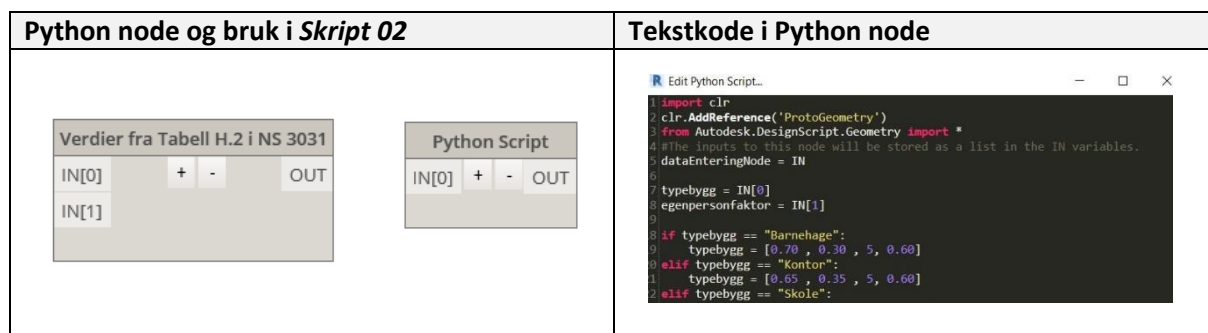 Python node og bruk i Skript 02
Tekstkode i Python node
Verdier fra Tabell H.2 i NS 3031
IN[0] + - OUT
IN[1]
Python Script
IN[0] + - OUT
R Edit Python Script...
1 import clr
2 clr.AddReference('ProtoGeometry')
3 from Autodesk.DesignScript.Geometry import *
4 #The inputs to this node will be stored as a list in the IN variables.
5 dataEnteringNode = IN
6
7 typebygg = IN[0]
8 egenpersonfaktor = IN[1]
9
8 if typebygg == "Barnehage":
9 typebygg = [0.70 , 0.30 , 5, 0.60]
0 elif typebygg == "Kontor":
1 typebygg = [0.65 , 0.35 , 5, 0.60]
2 elif typebygg == "Skole":